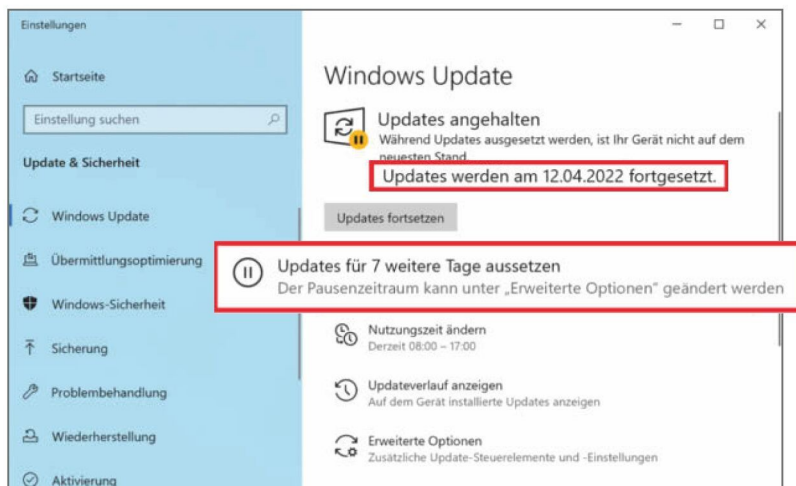 Einstellungen
Startseite
Einstellung suchen
Update & Sicherheit
Windows Update
Übermittlungsoptimierung
Windows-Sicherheit
Sicherung
Problembehandlung
Wiederherstellung
Aktivierung
Windows Update
Updates angehalten
Während Updates ausgesetzt werden, ist Ihr Gerät nicht auf dem
neuesten Stand.
Updates werden am 12.04.2022 fortgesetzt.
Updates fortsetzen
Updates für 7 weitere Tage aussetzen
Der Pausenzeitraum kann unter „Erweiterte Optionen" geändert werden
Nutzungszeit ändern
Derzeit 08:00 – 17:00
Updateverlauf anzeigen
Auf dem Gerät installierte Updates anzeigen
Erweiterte Optionen
Zusätzliche Update-Steuerelemente und -Einstellungen